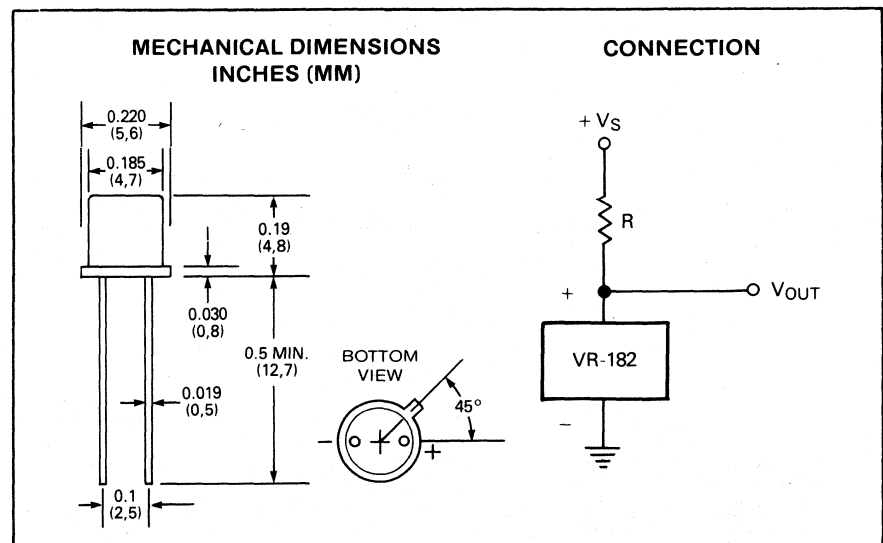 MECHANICAL DIMENSIONS
INCHES (MM)
0.220
(5,6)
0.185
(4,7)
0.19
(4,8)
0.030
(0,8)
0.5 MIN.
(12,7)
0.019
(0,5)
0.1
(2,5)
BOTTOM
VIEW
45°
-
+
CONNECTION
+ VS
R
+
VOUT
VR-182
-